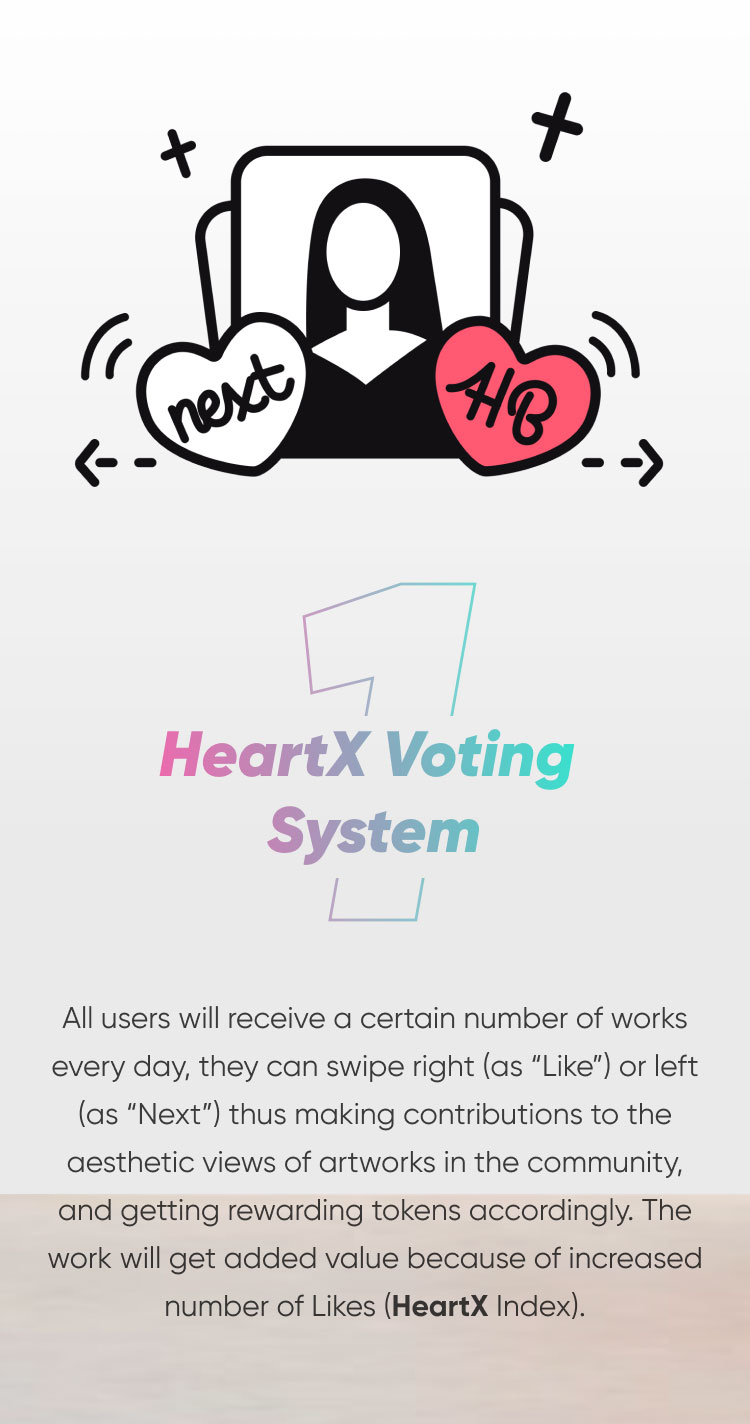 next
HB
1
HeartX Voting
System
All users will receive a certain number of works
every day, they can swipe right (as “Like”) or left
(as “Next”) thus making contributions to the
aesthetic views of artworks in the community,
and getting rewarding tokens accordingly. The
work will get added value because of increased
number of Likes (HeartX Index).